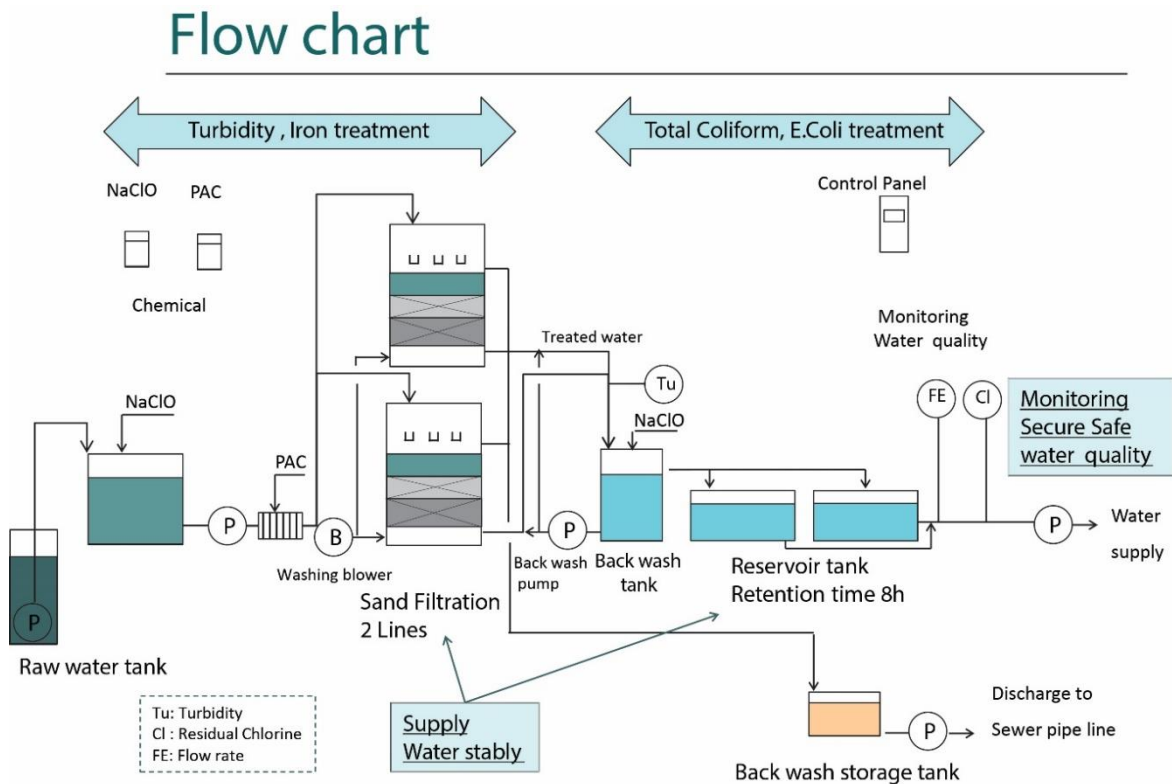 Flow chart
Turbidity , Iron treatment
Total Coliform, E.Coli treatment
NaClO
PAC
Chemical
Control Panel
Monitoring
Water quality
Treated water
Tu
NaClO
NaClO
PAC
FE
Cl
Monitoring
Secure Safe
water quality
P
P
B
P
P
Water
supply
Washing blower
Back wash
pump
Back wash
tank
Reservoir tank
Retention time 8h
Sand Filtration
2 Lines
Raw water tank
Tu: Turbidity
Cl : Residual Chlorine
FE: Flow rate
Supply
Water stably
P
Discharge to
Sewer pipe line
Back wash storage tank